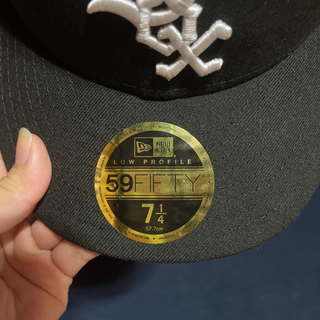 NEW ERA
LOW PROFILE
59FIFTY
7 1/4
57.7cm